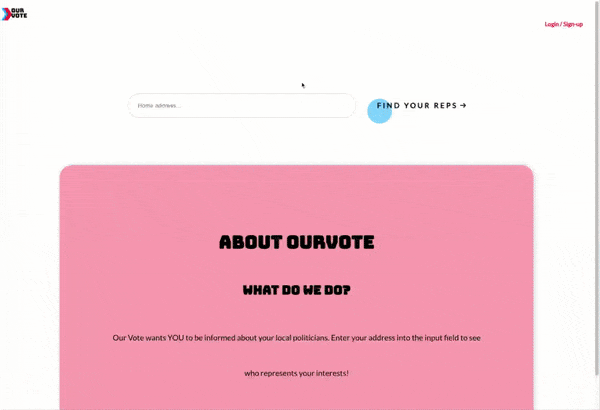 OUR
VOTE
Login / Sign-up
Home address...
FIND YOUR REPS →
ABOUT OURVOTE
WHAT DO WE DO?
Our Vote wants YOU to be informed about your local politicians. Enter your address into the input field to see
who represents your interests!